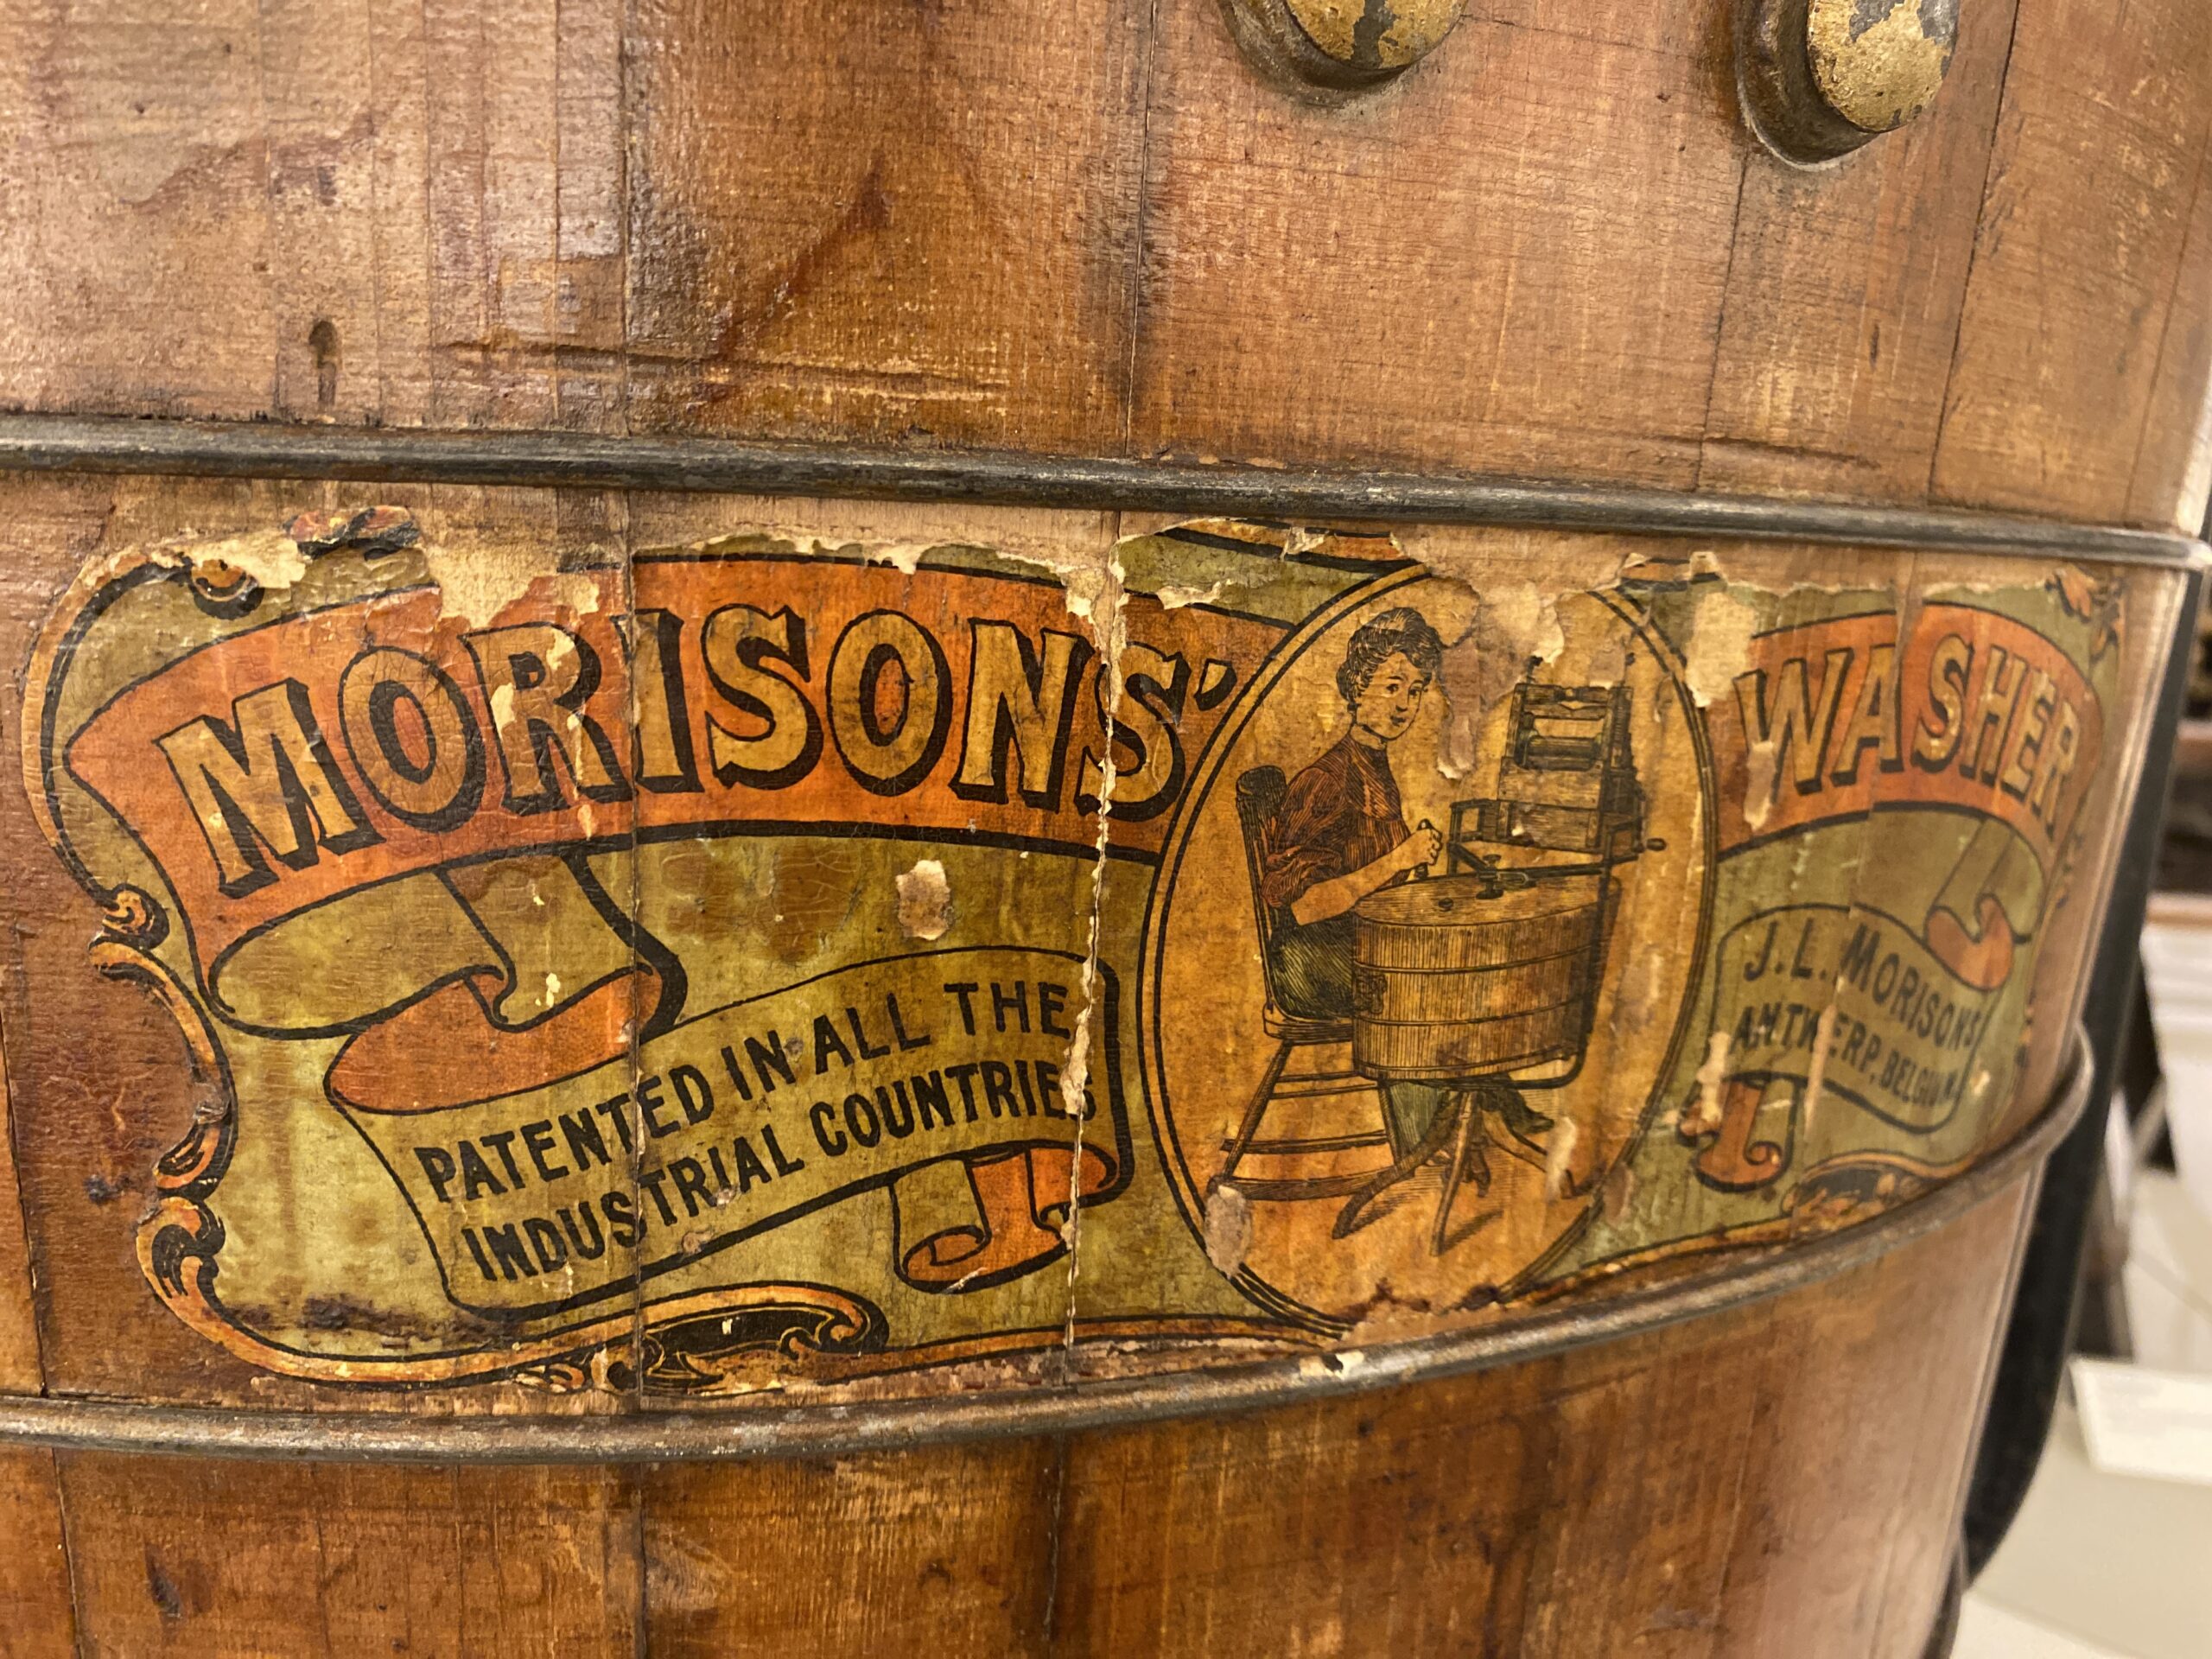 MORISONS' WASHER
PATENTED IN ALL THE
INDUSTRIAL COUNTRIES
J.L. MORISONS
ANTWERP, BELGIUM.